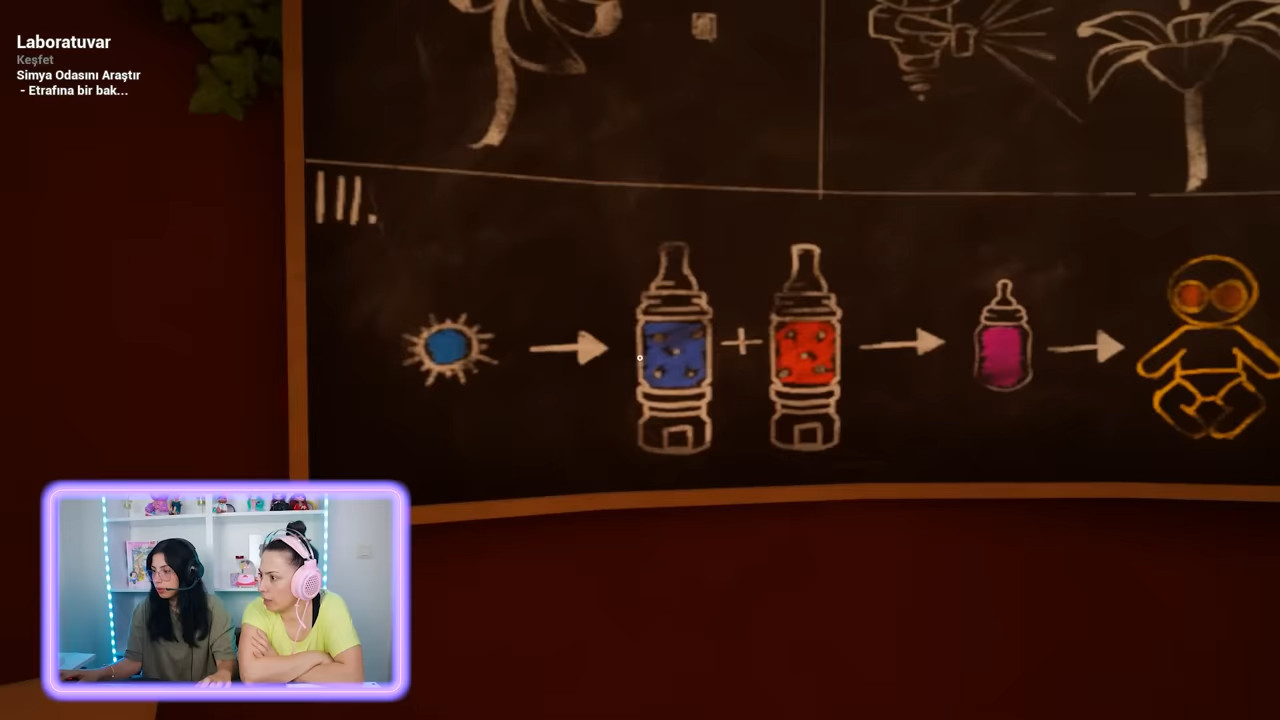 Laboratuvar
Keşfet
Simya Odasını Araştır
- Etrafına bir bak...
III.